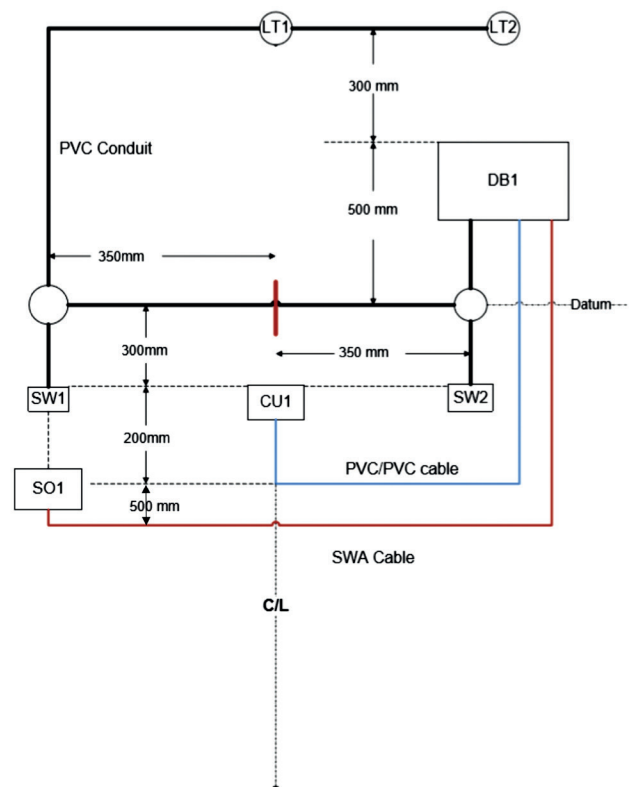 LT1
LT2
300 mm
PVC Conduit
DB1
500 mm
350mm
Datum
300mm
350 mm
SW1
CU1
SW2
200mm
PVC/PVC cable
SO1
500 mm
SWA Cable
C/L